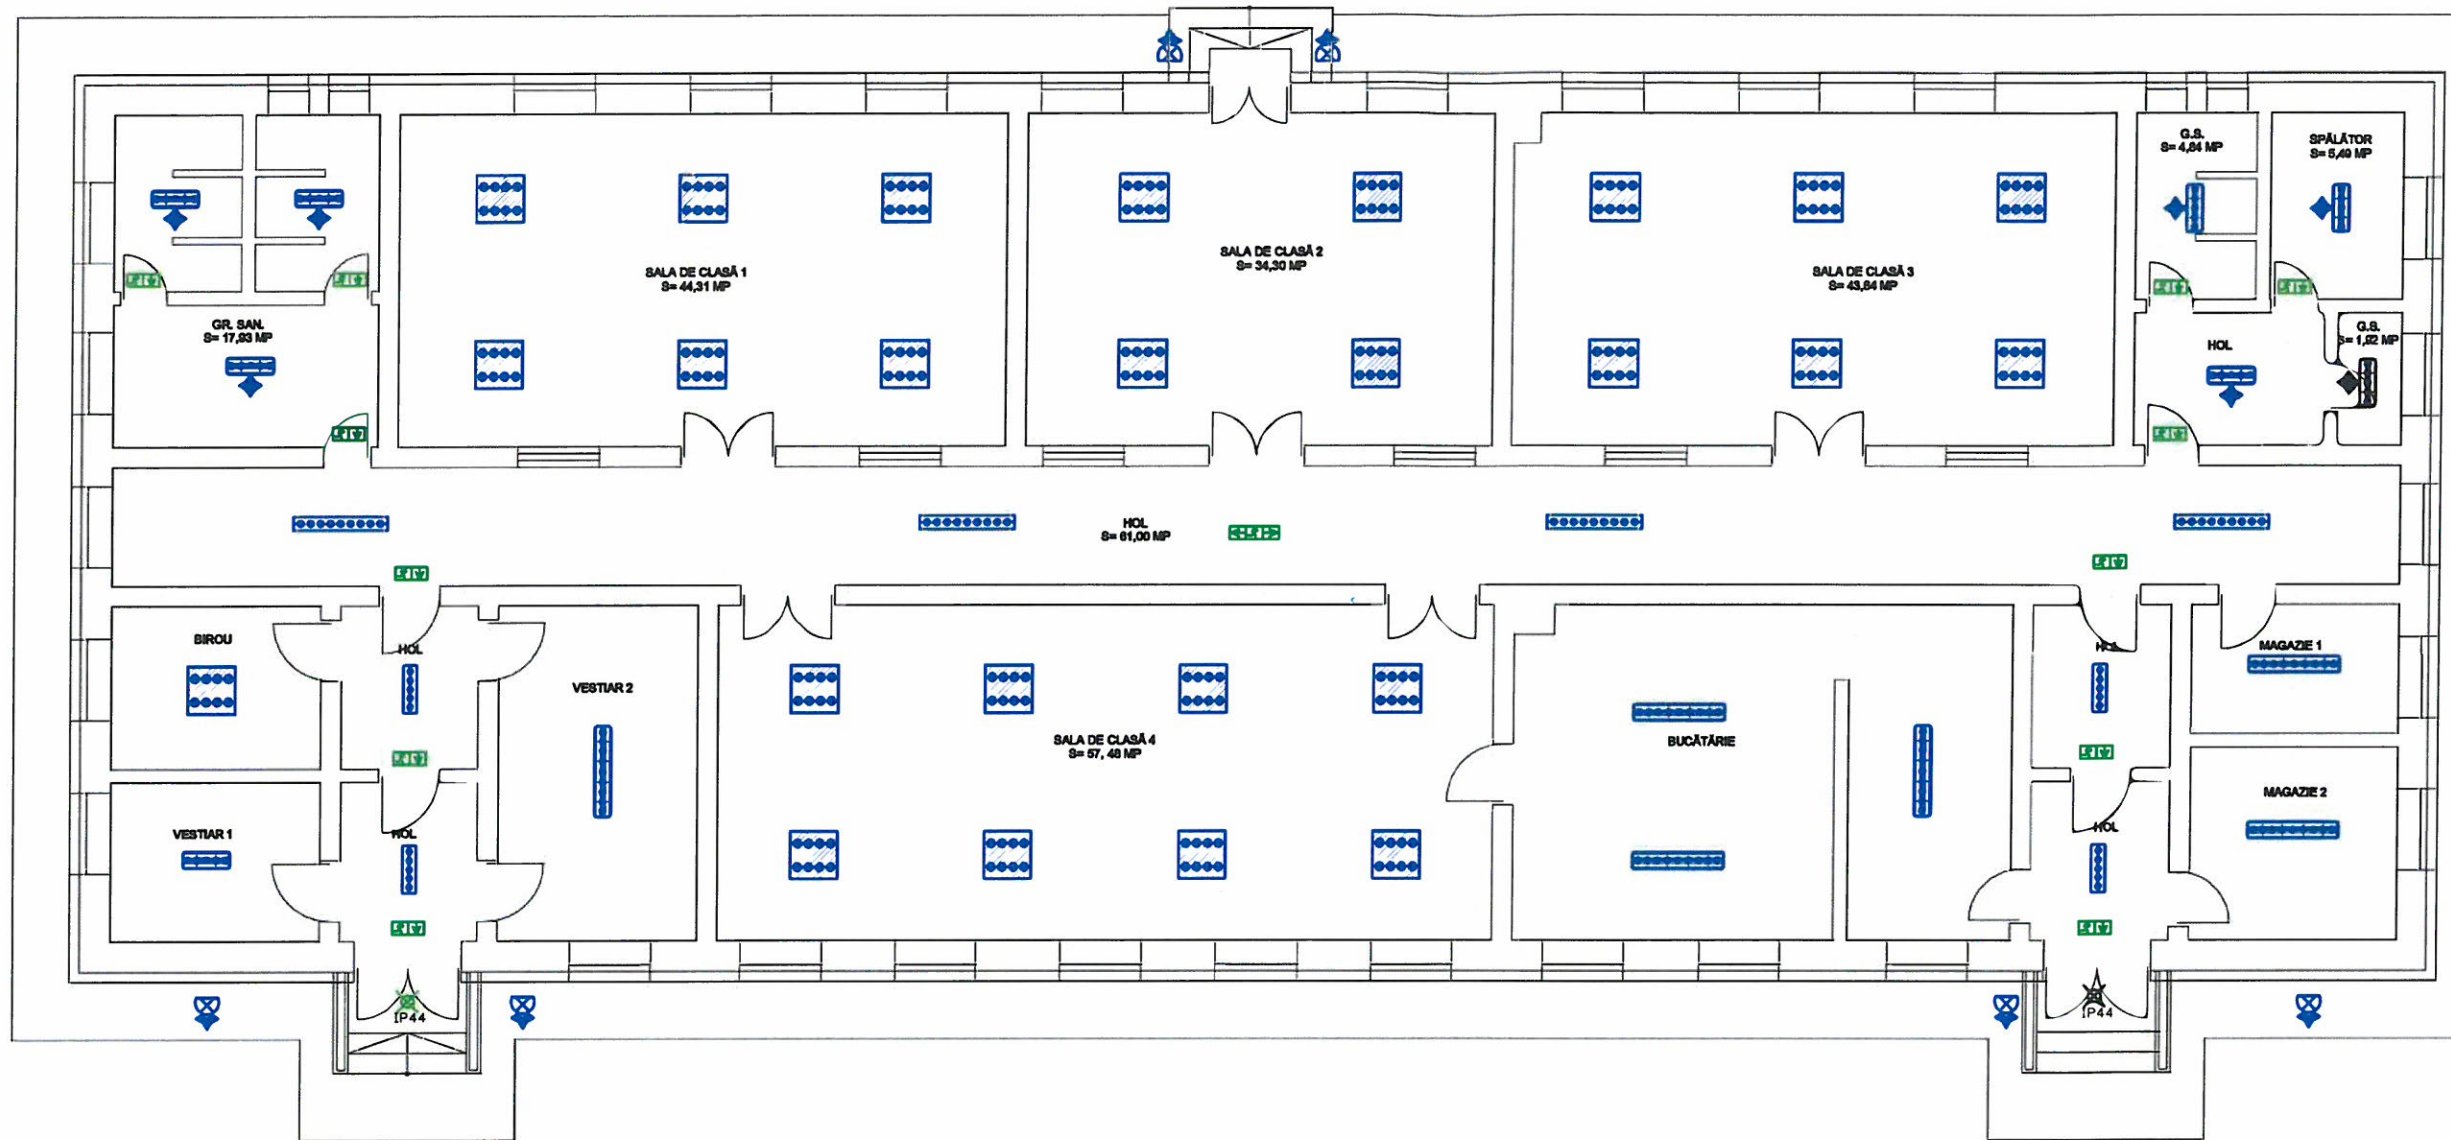 G.S.
S= 4,84 MP
SPĂLĂTOR
S= 5,49 MP
SALA DE CLASĂ 1
S= 44,31 MP
SALA DE CLASĂ 2
S= 34,30 MP
SALA DE CLASĂ 3
S= 43,64 MP
GR. SAN.
S= 17,93 MP
HOL
G.S.
S= 1,92 MP
HOL
S= 61,00 MP
BIROU
HOL
VESTIAR 2
SALA DE CLASĂ 4
S= 57, 48 MP
BUCĂTĂRIE
HOL
MAGAZIE 1
VESTIAR 1
HOL
HOL
MAGAZIE 2
IP44
IP44